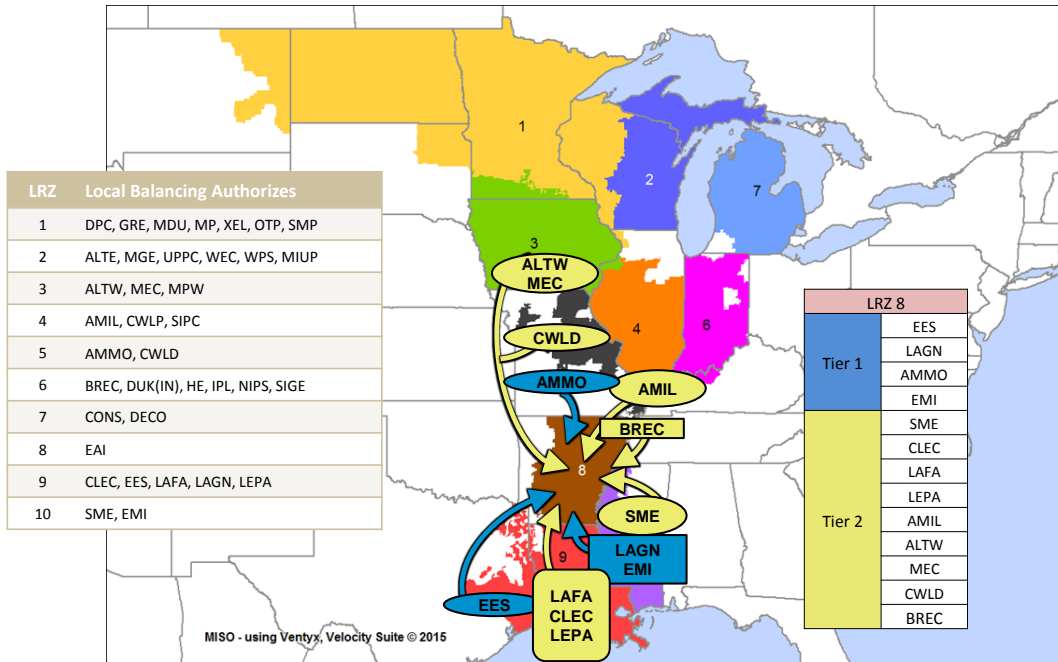 LRZ Local Balancing Authorizes
1 DPC, GRE, MDU, MP, XEL, OTP, SMP
2 ALTE, MGE, UPPC, WEC, WPS, MIUP
3 ALTW, MEC, MPW
4 AMIL, CWLP, SIPC
5 AMMO, CWLD
6 BREC, DUK(IN), HE, IPL, NIPS, SIGE
7 CONS, DECO
8 EAI
9 CLEC, EES, LAFA, LAGN, LEPA
10 SME, EMI
1
2
7
3
ALTW
MEC
4
6
CWLD
AMMO
AMIL
BREC
8
SME
9
LAGN
EMI
EES
LAFA
CLEC
LEPA
MISO - using Ventyx, Velocity Suite © 2015
LRZ 8
Tier 1
EES
LAGN
AMMO
EMI
Tier 2
SME
CLEC
LAFA
LEPA
AMIL
ALTW
MEC
CWLD
BREC